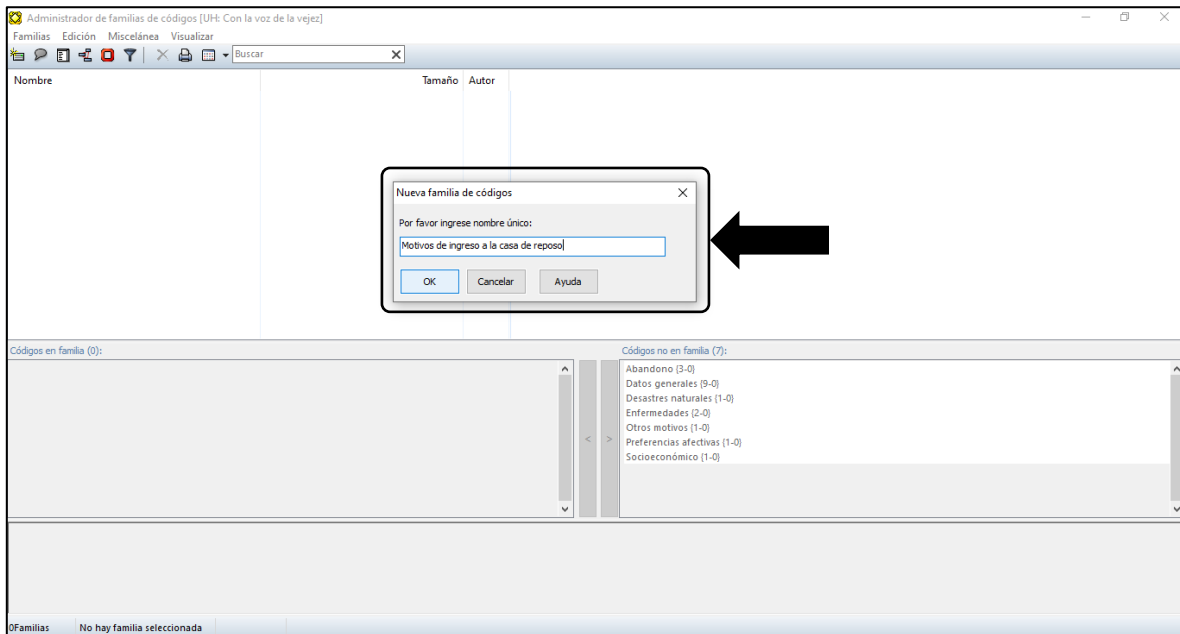 Administrador de familias de códigos [UH: Con la voz de la vejez]
Familias Edición Miscelánea Visualizar
Buscar
Nombre Tamaño Autor
Nueva familia de códigos
Por favor ingrese nombre único:
Motivos de ingreso a la casa de reposo
OK Cancelar Ayuda
Códigos en familia (0): Códigos no en familia (7):
Abandono {3-0}
Datos generales {9-0}
Desastres naturales {1-0}
Enfermedades {2-0}
Otros motivos {1-0}
< > Preferencias afectivas {1-0}
Socioeconómico {1-0}
0Familias No hay familia seleccionada